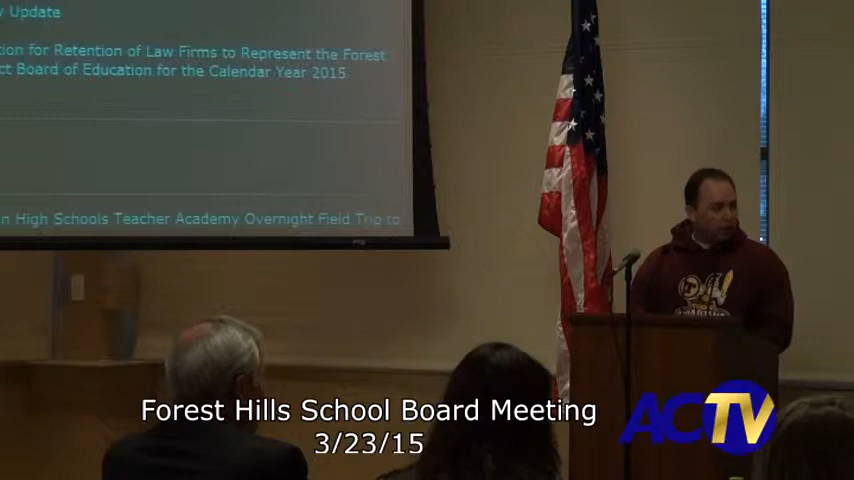 Update
tion for Retention of Law Firms to Represent the Forest
ct Board of Education for the Calendar Year 2015
n High Schools Teacher Academy Overnight Field Trip to
Forest Hills School Board Meeting
3/23/15
ACTV